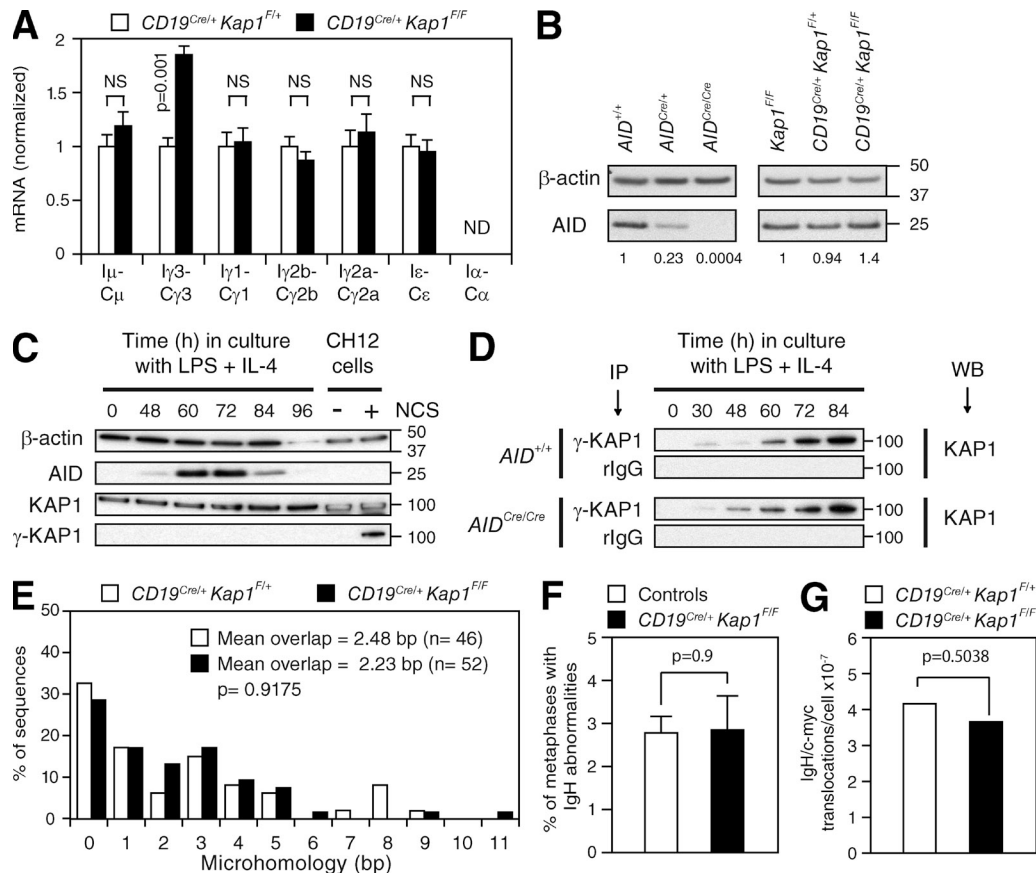 A
CD19Cre/+ Kap1F/+ CD19Cre/+ Kap1F/F
mRNA (normalized)
2
1.5
1
0.5
0
NS p=0.001 NS NS NS NS ND
Iμ- Iγ3- Iγ1- Iγ2b- Iγ2a- Iε- Iα-
Cμ Cγ3 Cγ1 Cγ2b Cγ2a Cε Cα
B
AID+/+ AIDCre/+ AIDCre/Cre Kap1F/F CD19Cre/+ Kap1F/+ CD19Cre/+ Kap1F/F
β-actin 50
37
AID 25
1 0.23 0.0004 1 0.94 1.4
C
Time (h) in culture CH12
with LPS + IL-4 cells
0 48 60 72 84 96 - + NCS
β-actin 50
37
AID 25
KAP1 100
γ-KAP1 100
D
Time (h) in culture
with LPS + IL-4
IP WB
0 30 48 60 72 84
AID+/+ γ-KAP1 100 KAP1
rIgG 100
AIDCre/Cre γ-KAP1 100 KAP1
rIgG 100
E
CD19Cre/+ Kap1F/+ CD19Cre/+ Kap1F/F
% of sequences
50
40
30
20
10
0
Mean overlap = 2.48 bp (n= 46)
Mean overlap = 2.23 bp (n= 52)
p= 0.9175
0 1 2 3 4 5 6 7 8 9 10 11
Microhomology (bp)
F
Controls
CD19Cre/+ Kap1F/F
% of metaphases with
IgH abnormalities
5
4
3
2
1
0
p=0.9
G
CD19Cre/+ Kap1F/+
CD19Cre/+ Kap1F/F
IgH/c-myc
translocations/cell x10-7
6
5
4
3
2
1
0
p=0.5038